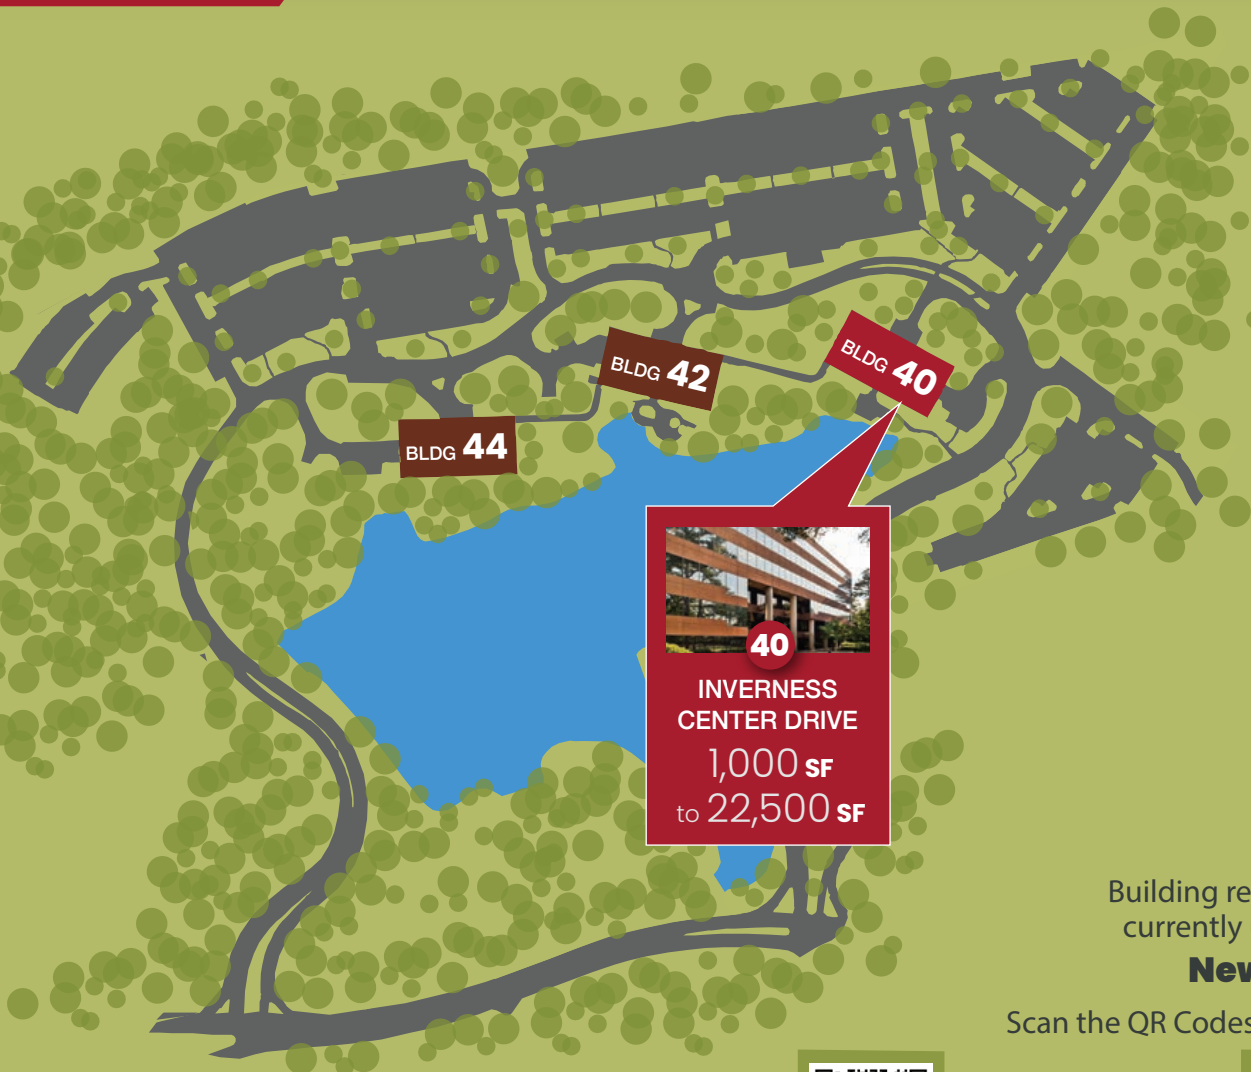 BLDG 42
BLDG 40
BLDG 44
40
INVERNESS
CENTER DRIVE
1,000 SF
to 22,500 SF
Building re
currently
New
Scan the QR Codes